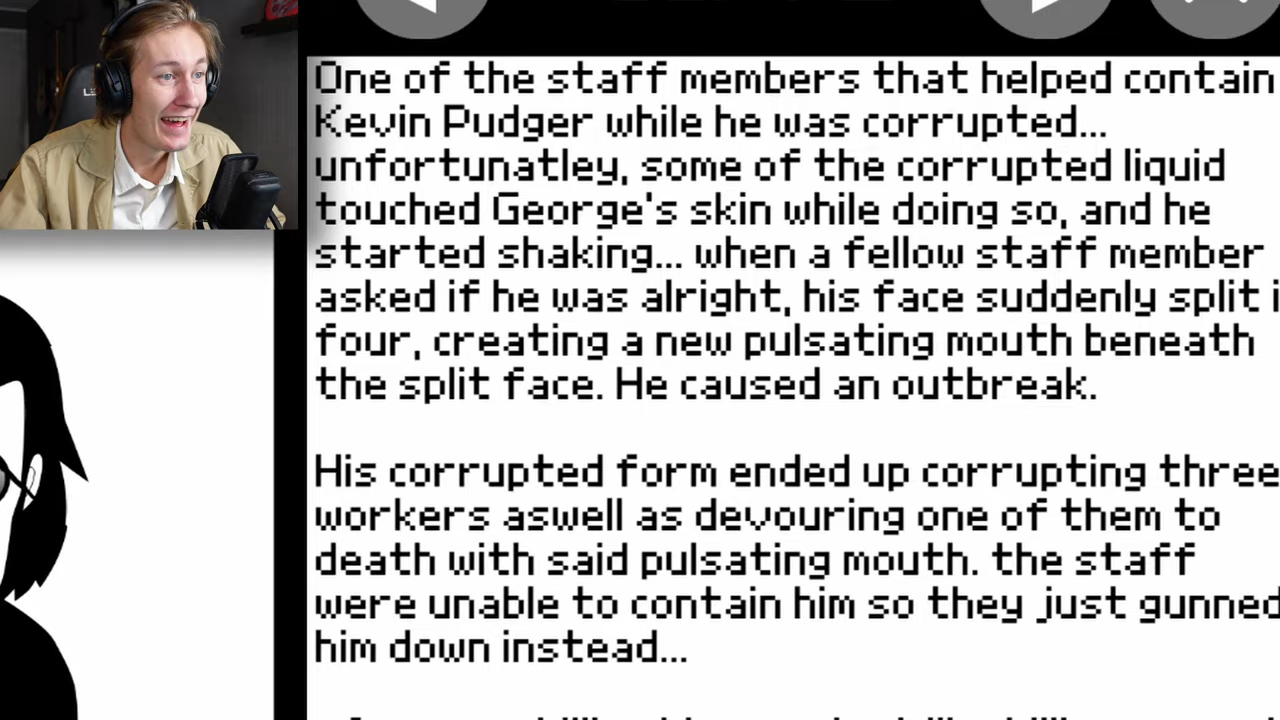 One of the staff members that helped contain
Kevin Pudger while he was corrupted...
unfortunatley, some of the corrupted liquid
touched George's skin while doing so, and he
started shaking... when a fellow staff member
asked if he was alright, his face suddenly split
four, creating a new pulsating mouth beneath
the split face. He caused an outbreak.
His corrupted form ended up corrupting three
workers aswell as devouring one of them to
death with said pulsating mouth. the staff
were unable to contain him so they just gunned
him down instead...